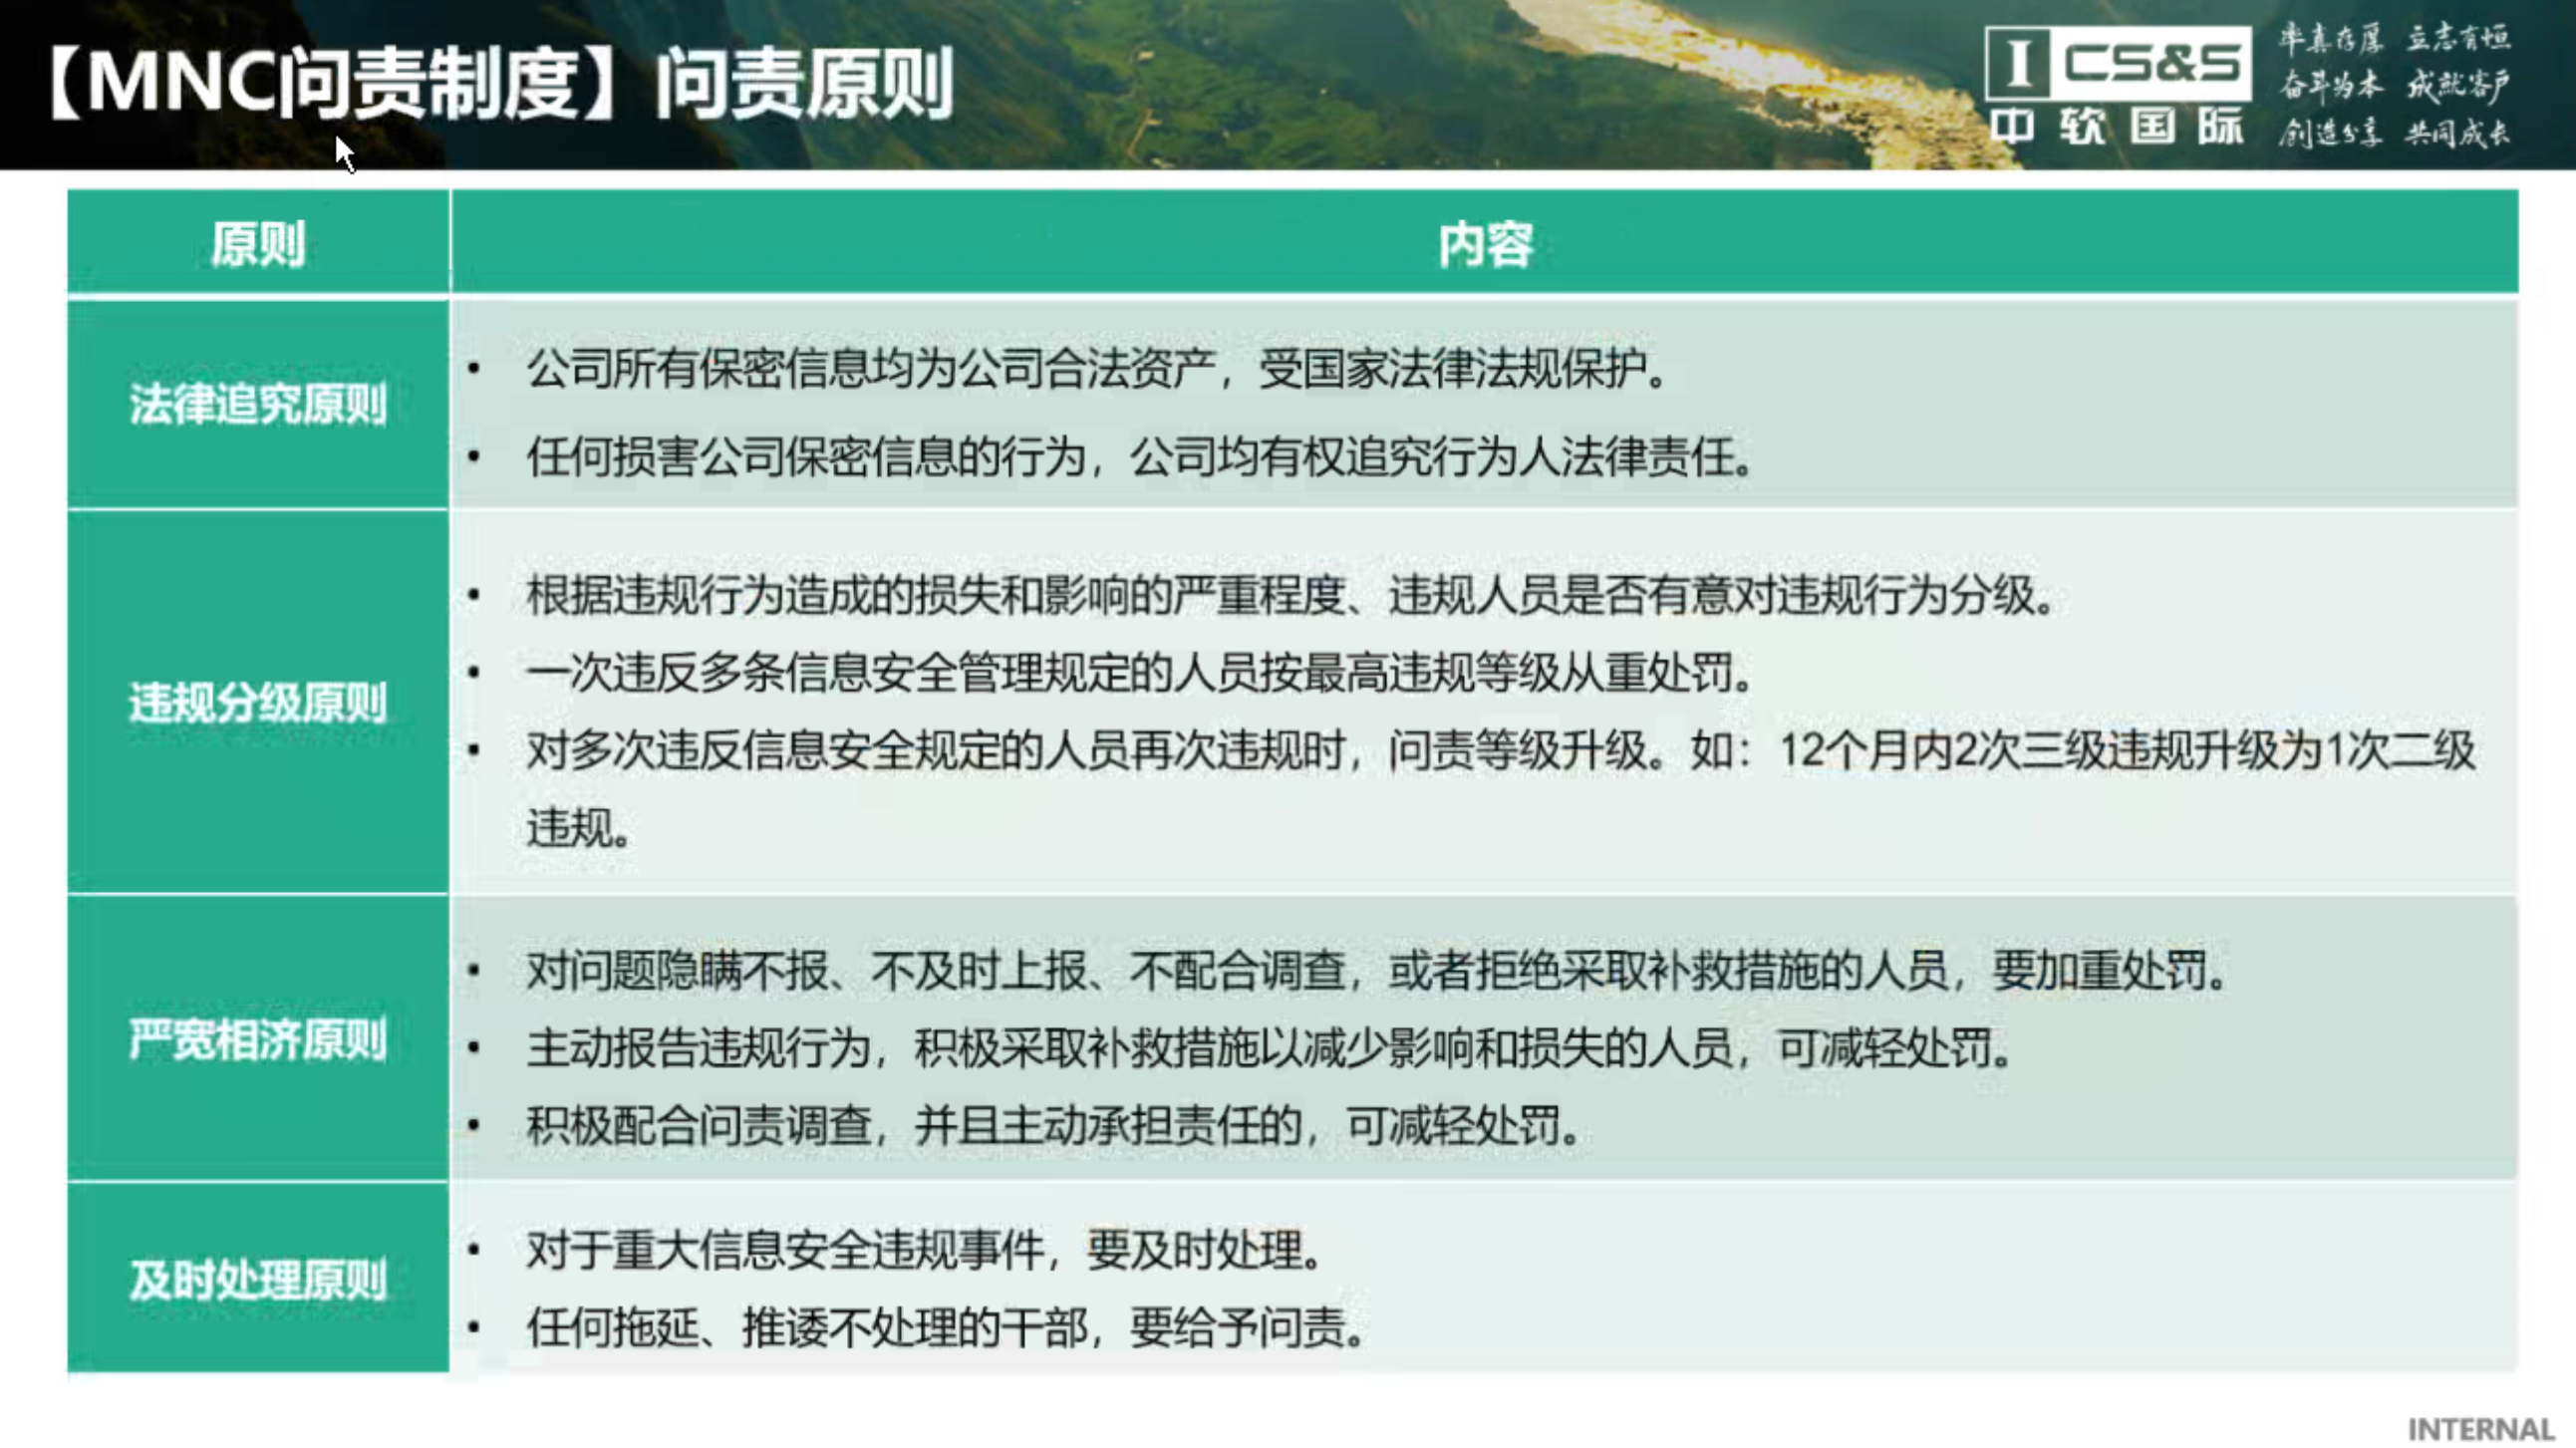 【MNC问责制度】问责原则
I CS&S
中软国际
率真存厚 立志有恒
奋斗为本 成就客户
创造分享 共同成长
原则
内容
法律追究原则
• 公司所有保密信息均为公司合法资产，受国家法律法规保护。
• 任何损害公司保密信息的行为，公司均有权追究行为人法律责任。
违规分级原则
• 根据违规行为造成的损失和影响的严重程度、违规人员是否有意对违规行为分级。
• 一次违反多条信息安全管理规定的人员按最高违规等级从重处罚。
• 对多次违反信息安全规定的人员再次违规时，问责等级升级。如：12个月内2次三级违规升级为1次二级
违规。
严宽相济原则
• 对问题隐瞒不报、不及时上报、不配合调查，或者拒绝采取补救措施的人员，要加重处罚。
• 主动报告违规行为，积极采取补救措施以减少影响和损失的人员，可减轻处罚。
• 积极配合问责调查，并且主动承担责任的，可减轻处罚。
及时处理原则
• 对于重大信息安全违规事件，要及时处理。
• 任何拖延、推诿不处理的干部，要给予问责。
INTERNAL